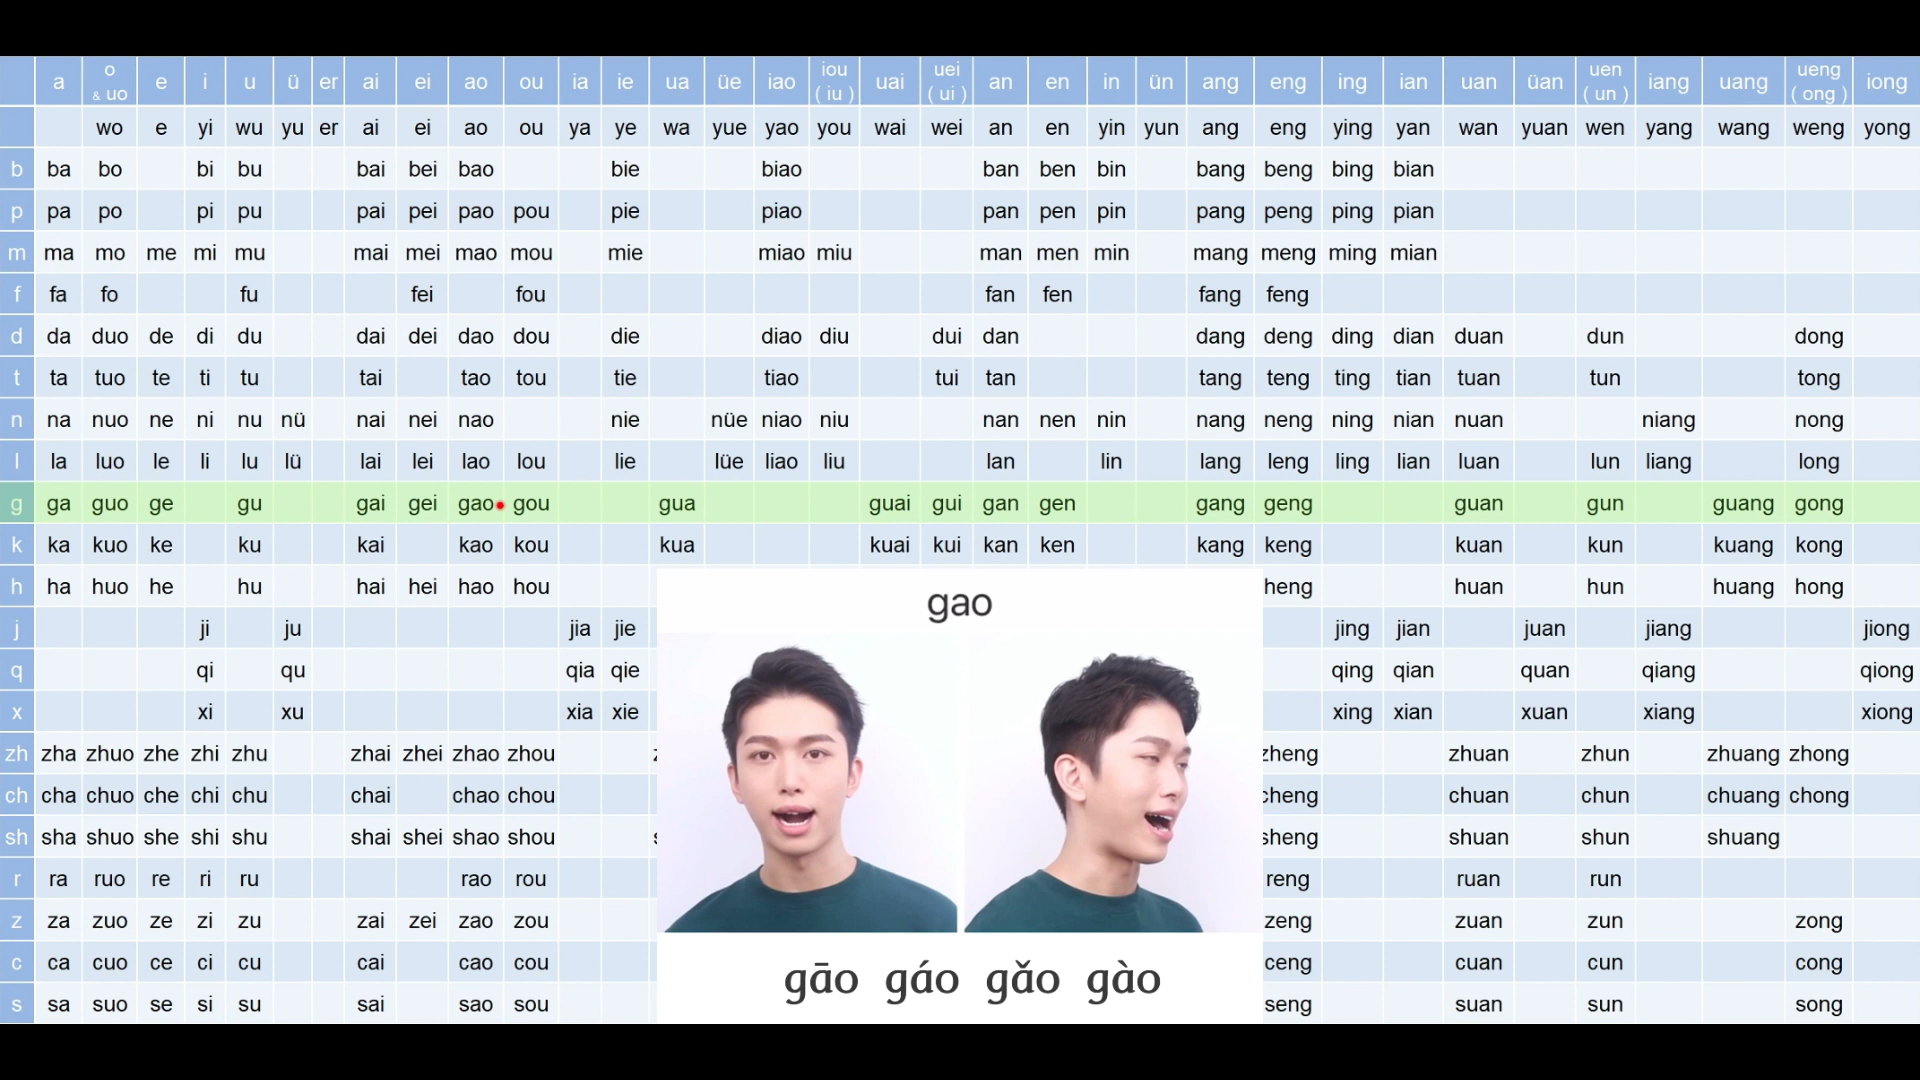 a o & uo e i u ü er ai ei ao ou ia ie ua üe iao iou ( iu ) uai uei ( ui ) an en in ün ang eng ing ian uan üan uen ( un ) iang uang ueng ( ong ) iong
wo e yi wu yu er ai ei ao ou ya ye wa yue yao you wai wei an en yin yun ang eng ying yan wan yuan wen yang wang weng yong
b ba bo bi bu bai bei bao bie biao ban ben bin bang beng bing bian
p pa po pi pu pai pei pao pou pie piao pan pen pin pang peng ping pian
m ma mo me mi mu mai mei mao mou mie miao miu man men min mang meng ming mian
f fa fo fu fei fou fan fen fang feng
d da duo de di du dai dei dao dou die diao diu dui dan dang deng ding dian duan dun dong
t ta tuo te ti tu tai tao tou tie tiao tui tan tang teng ting tian tuan tun tong
n na nuo ne ni nu nü nai nei nao nie nüe niao niu nan nen nin nang neng ning nian nuan niang nong
l la luo le li lu lü lai lei lao lou lie lüe liao liu lan lin lang leng ling lian luan lun liang long
g ga guo ge gu gai gei gao gou gua guai gui gan gen gang geng guan gun guang gong
k ka kuo ke ku kai kao kou kua kuai kui kan ken kang keng kuan kun kuang kong
h ha huo he hu hai hei hao hou heng huan hun huang hong
j ji ju jia jie jing jian juan jiang jiong
q qi qu qia qie qing qian quan qiang qiong
x xi xu xia xie xing xian xuan xiang xiong
zh zha zhuo zhe zhi zhu zhai zhei zhao zhou zheng zhuan zhun zhuang zhong
ch cha chuo che chi chu chai chao chou cheng chuan chun chuang chong
sh sha shuo she shi shu shai shei shao shou sheng shuan shun shuang
r ra ruo re ri ru rao rou reng ruan run
z za zuo ze zi zu zai zei zao zou zeng zuan zun zong
c ca cuo ce ci cu cai cao cou ceng cuan cun cong
s sa suo se si su sai sao sou seng suan sun song
gao
gāo gáo gǎo gào